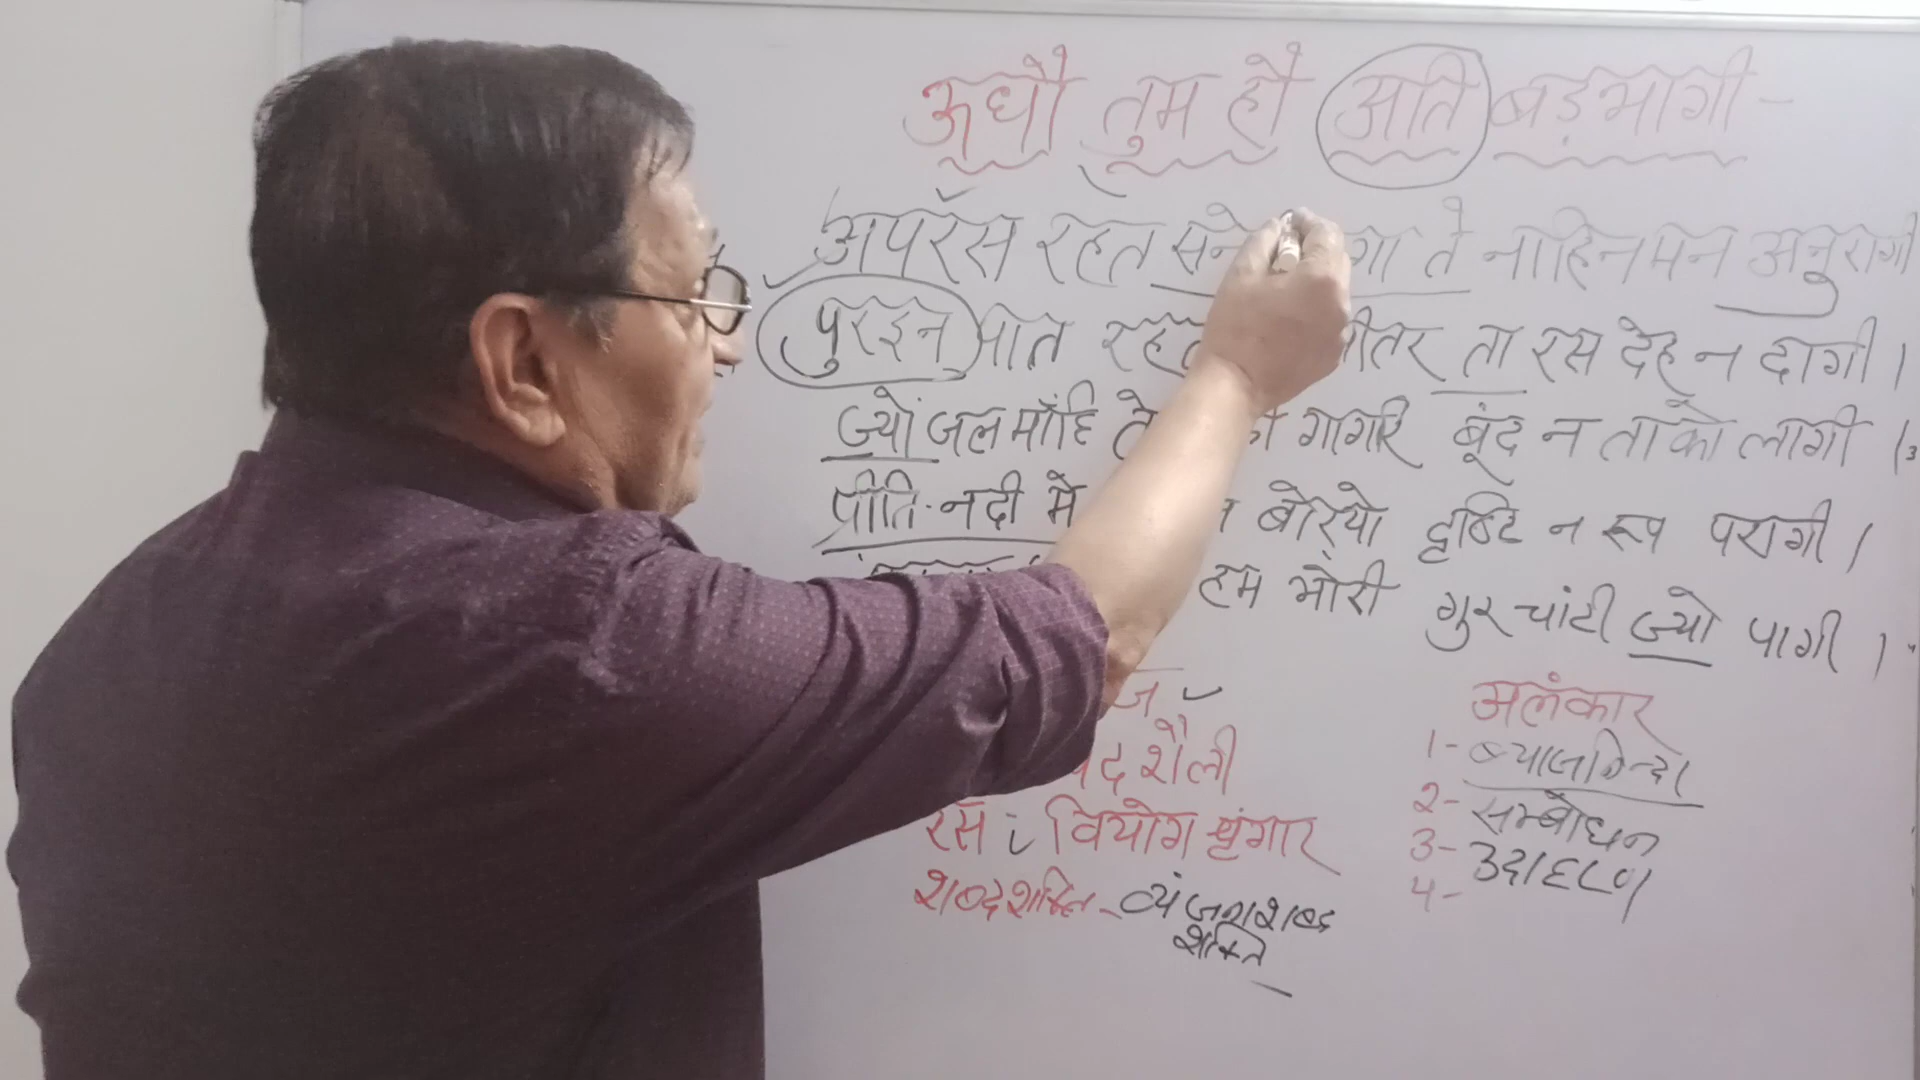 ऊधौ तुम हौ अति बड़भागी -
अपरस रहत सने गा ते नाहिन मन अनुरागी
पुरइन पात रहत भीतर ता रस देह न दागी ।
ज्यों जल माँहि ते की गागरि बूंद न ताकों लागी ।
प्रीति-नदी में बोर्‌यो दृष्टि न रूप परागी ।
हम भोरी गुर चांटी ज्यों पागी ।
अलंकार
1- ब्याजनिन्दा
पद शैली
2- सम्बोधन
रस : वियोग श्रृंगार
3- उदाहरण
4-
शब्द शक्ति - व्यंजना शब्द
शक्ति